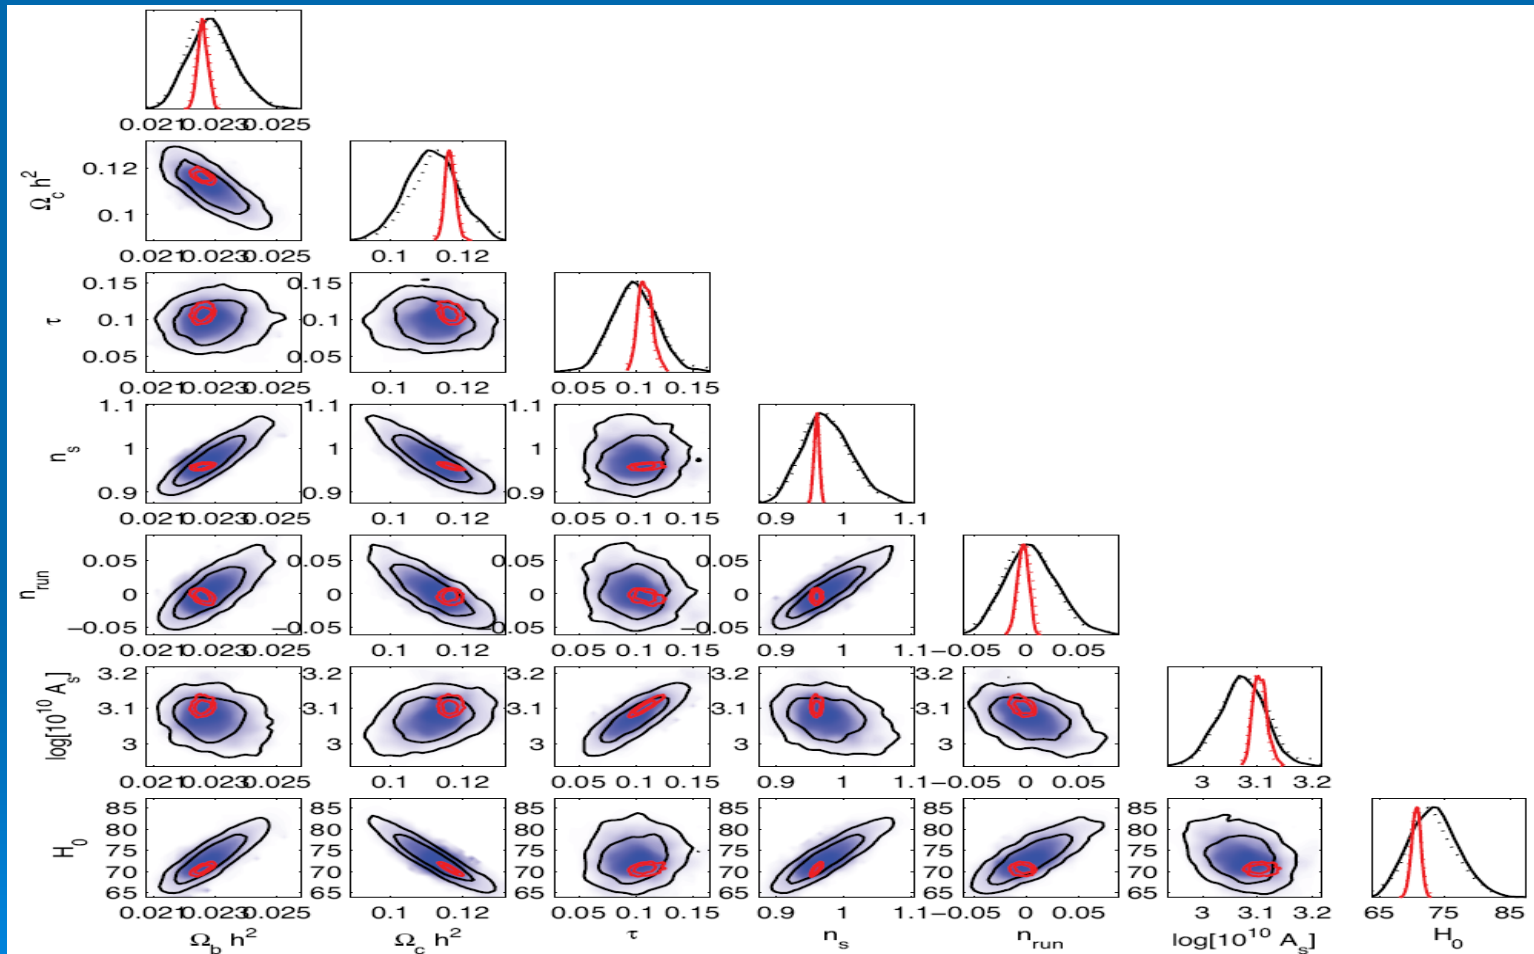 0.021 0.023 0.025
Ω_c h²
0.12
0.1
0.021 0.023 0.025 0.1 0.12
τ
0.15 0.15
0.1 0.1
0.05 0.05
0.021 0.023 0.025 0.1 0.12 0.05 0.1 0.15
n_s
1.1 1.1 1.1
1 1 1
0.9 0.9 0.9
0.021 0.023 0.025 0.1 0.12 0.05 0.1 0.15 0.9 1 1.1
n_run
0.05 0.05 0.05 0.05
0 0 0 0
−0.05 −0.05 −0.05 −0.05
0.021 0.023 0.025 0.1 0.12 0.05 0.1 0.15 0.9 1 1.1 −0.05 0 0.05
log[10¹⁰ A_s]
3.2 3.2 3.2 3.2 3.2
3.1 3.1 3.1 3.1 3.1
3 3 3 3 3
0.021 0.023 0.025 0.1 0.12 0.05 0.1 0.15 0.9 1 1.1 −0.05 0 0.05 3 3.1 3.2
H_0
85 85 85 85 85 85
80 80 80 80 80 80
75 75 75 75 75 75
70 70 70 70 70 70
65 65 65 65 65 65
0.021 0.023 0.025 0.1 0.12 0.05 0.1 0.15 0.9 1 1.1 −0.05 0 0.05 3 3.1 3.2 65 75 85
Ω_b h² Ω_c h² τ n_s n_run log[10¹⁰ A_s] H_0